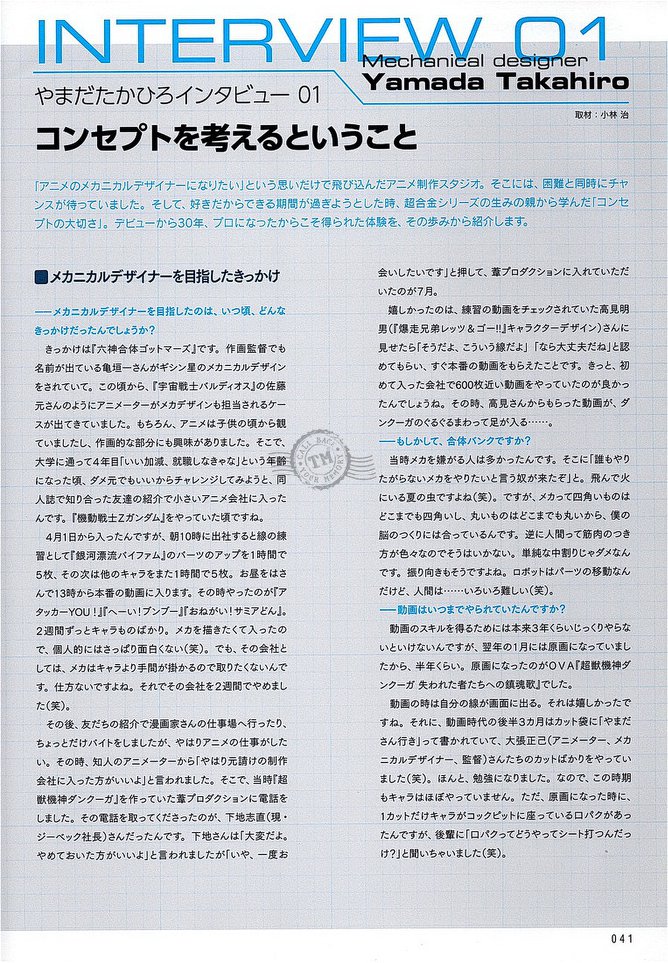 INTERVIEW 01
Mechanical designer
Yamada Takahiro
やまだたかひろインタビュー 01
取材：小林 治
コンセプトを考えるということ
「アニメのメカニカルデザイナーになりたい」という思いだけで飛び込んだアニメ制作スタジオ。そこには、困難と同時にチャ
ンスが待っていました。そして、好きだからできる期間が過ぎようとした時、超合金シリーズの生みの親から学んだ「コンセ
プトの大切さ」。デビューから30年、プロになったからこそ得られた体験を、その歩みから紹介します。
■メカニカルデザイナーを目指したきっかけ
──メカニカルデザイナーを目指したのは、いつ頃、どんな
きっかけだったんでしょうか？
きっかけは『六神合体ゴットマーズ』です。作画監督でも
名前が出ている亀垣一さんがギシン星のメカニカルデザイン
をされていて。この頃から、『宇宙戦士バルディオス』の佐藤
元さんのようにアニメーターがメカデザインも担当されるケー
スが出てきていました。もちろん、アニメは子供の頃から観
ていましたし、作画的な部分にも興味がありました。そこで、
大学に通って4年目「いい加減、就職しなきゃな」という年齢
になった頃、ダメ元でもいいからチャレンジしてみようと、同
人誌で知り合った友達の紹介で小さいアニメ会社に入った
んです。『機動戦士Zガンダム』をやっていた頃ですね。
4月1日から入ったんですが、朝10時に出社すると線の練
習として『銀河漂流バイファム』のパーツのアップを1時間で
5枚、その次は他のキャラをまた1時間で5枚。お昼をはさ
んで13時から本番の動画に入ります。その時やったのが『ア
タッカーYOU！』『へーい！ブンブー』『おねがい！サミアどん』。
2週間ずっとキャラものばかり。メカを描きたくて入ったの
で、個人的にはさっぱり面白くない（笑）。でも、その会社と
しては、メカはキャラより手間が掛かるので取りたくないんで
す。仕方ないですよね。それでその会社を2週間でやめまし
た（笑）。
その後、友だちの紹介で漫画家さんの仕事場へ行ったり、
ちょっとだけバイトをしましたが、やはりアニメの仕事がした
い。その時、知人のアニメーターから「やはり元請けの制作
会社に入った方がいいよ」と言われました。そこで、当時『超
獣機神ダンクーガ』を作っていた葦プロダクションに電話を
しました。その電話を取ってくださったのが、下地志直（現・
ジーベック社長）さんだったんです。下地さんは「大変だよ。
やめておいた方がいいよ」と言われましたが「いや、一度お
会いしたいです」と押して、葦プロダクションに入れていただ
いたのが7月。
嬉しかったのは、練習の動画をチェックされていた高見明
男（『爆走兄弟レッツ＆ゴー!!』キャラクターデザイン）さんに
見せたら「そうだよ、こういう線だよ」「なら大丈夫だね」と認
めてもらい、すぐ本番の動画をもらえたことです。きっと、初
めて入った会社で600枚近い動画をやっていたのが良かっ
たんでしょうね。その時、高見さんからもらった動画が、ダ
ンクーガのぐるぐるまわって足が入る……。
──もしかして、合体バンクですか？
当時メカを嫌がる人は多かったんです。そこに「誰もやり
たがらないメカをやりたいと言う奴が来たぞ」と。飛んで火
にいる夏の虫ですよね（笑）。ですが、メカって四角いものは
どこまでも四角いし、丸いものはどこまでも丸いから、僕の
脳のつくりには合っているんです。逆に人間って筋肉のつき
方が色々なのでそうはいかない。単純な中割りじゃダメなん
です。振り向きもそうですよね。ロボットはパーツの移動なん
だけど、人間は……いろいろ難しい（笑）。
──動画はいつまでやられていたんですか？
動画のスキルを得るためには本来3年くらいじっくりやらな
いといけないんですが、翌年の1月には原画になっていまし
たから、半年くらい。原画になったのがOVA『超獣機神ダ
ンクーガ 失われた者たちへの鎮魂歌』でした。
動画の時は自分の線が画面に出る。それは嬉しかったで
すね。それに、動画時代の後半3カ月はカット袋に「やまだ
さん行き」って書かれていて、大張正己（アニメーター、メカ
ニカルデザイナー、監督）さんたちのカットばかりをやってい
ました（笑）。ほんと、勉強になりました。なので、この時期
もキャラはほぼやっていません。ただ、原画になった時に、
1カットだけキャラがコックピットに座っている口パクがあっ
たんですが、後輩に「口パクってどうやってシート打つんだっ
け？」と聞いちゃいました（笑）。
CALL BACK
TM
041